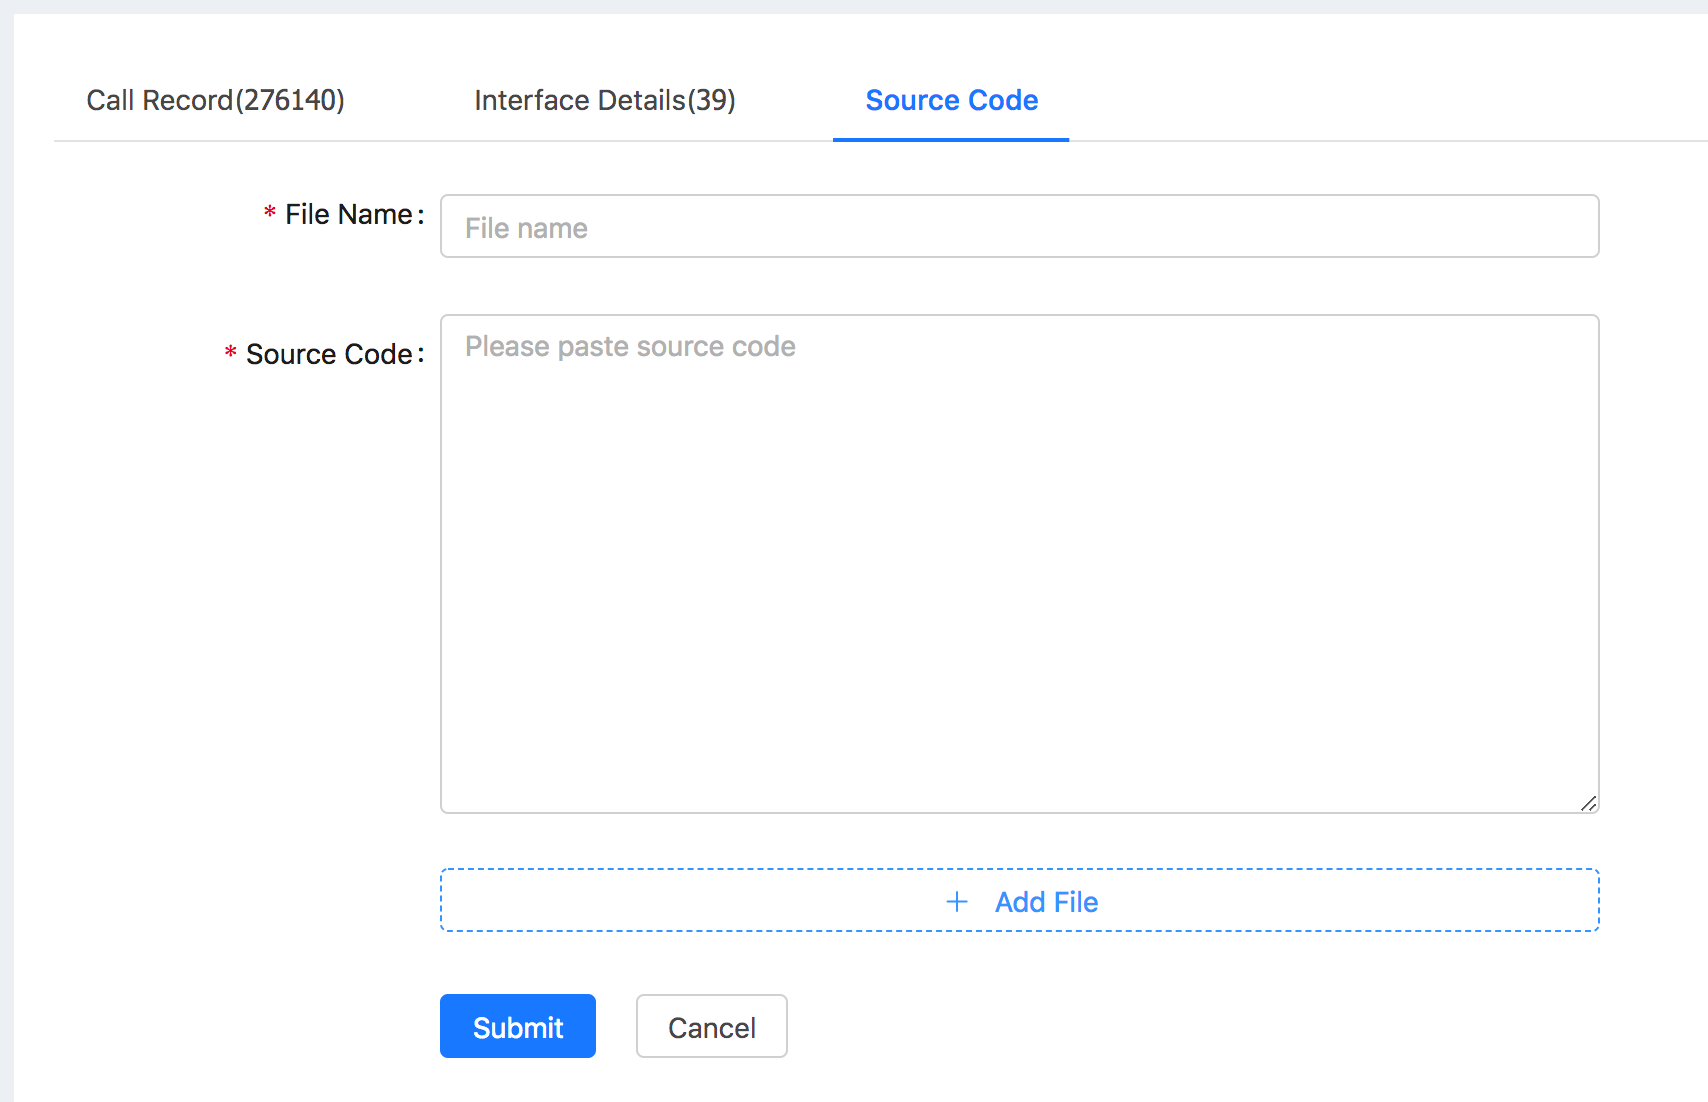 Call Record(276140) Interface Details(39) Source Code
* File Name: File name
* Source Code: Please paste source code
+ Add File
Submit Cancel